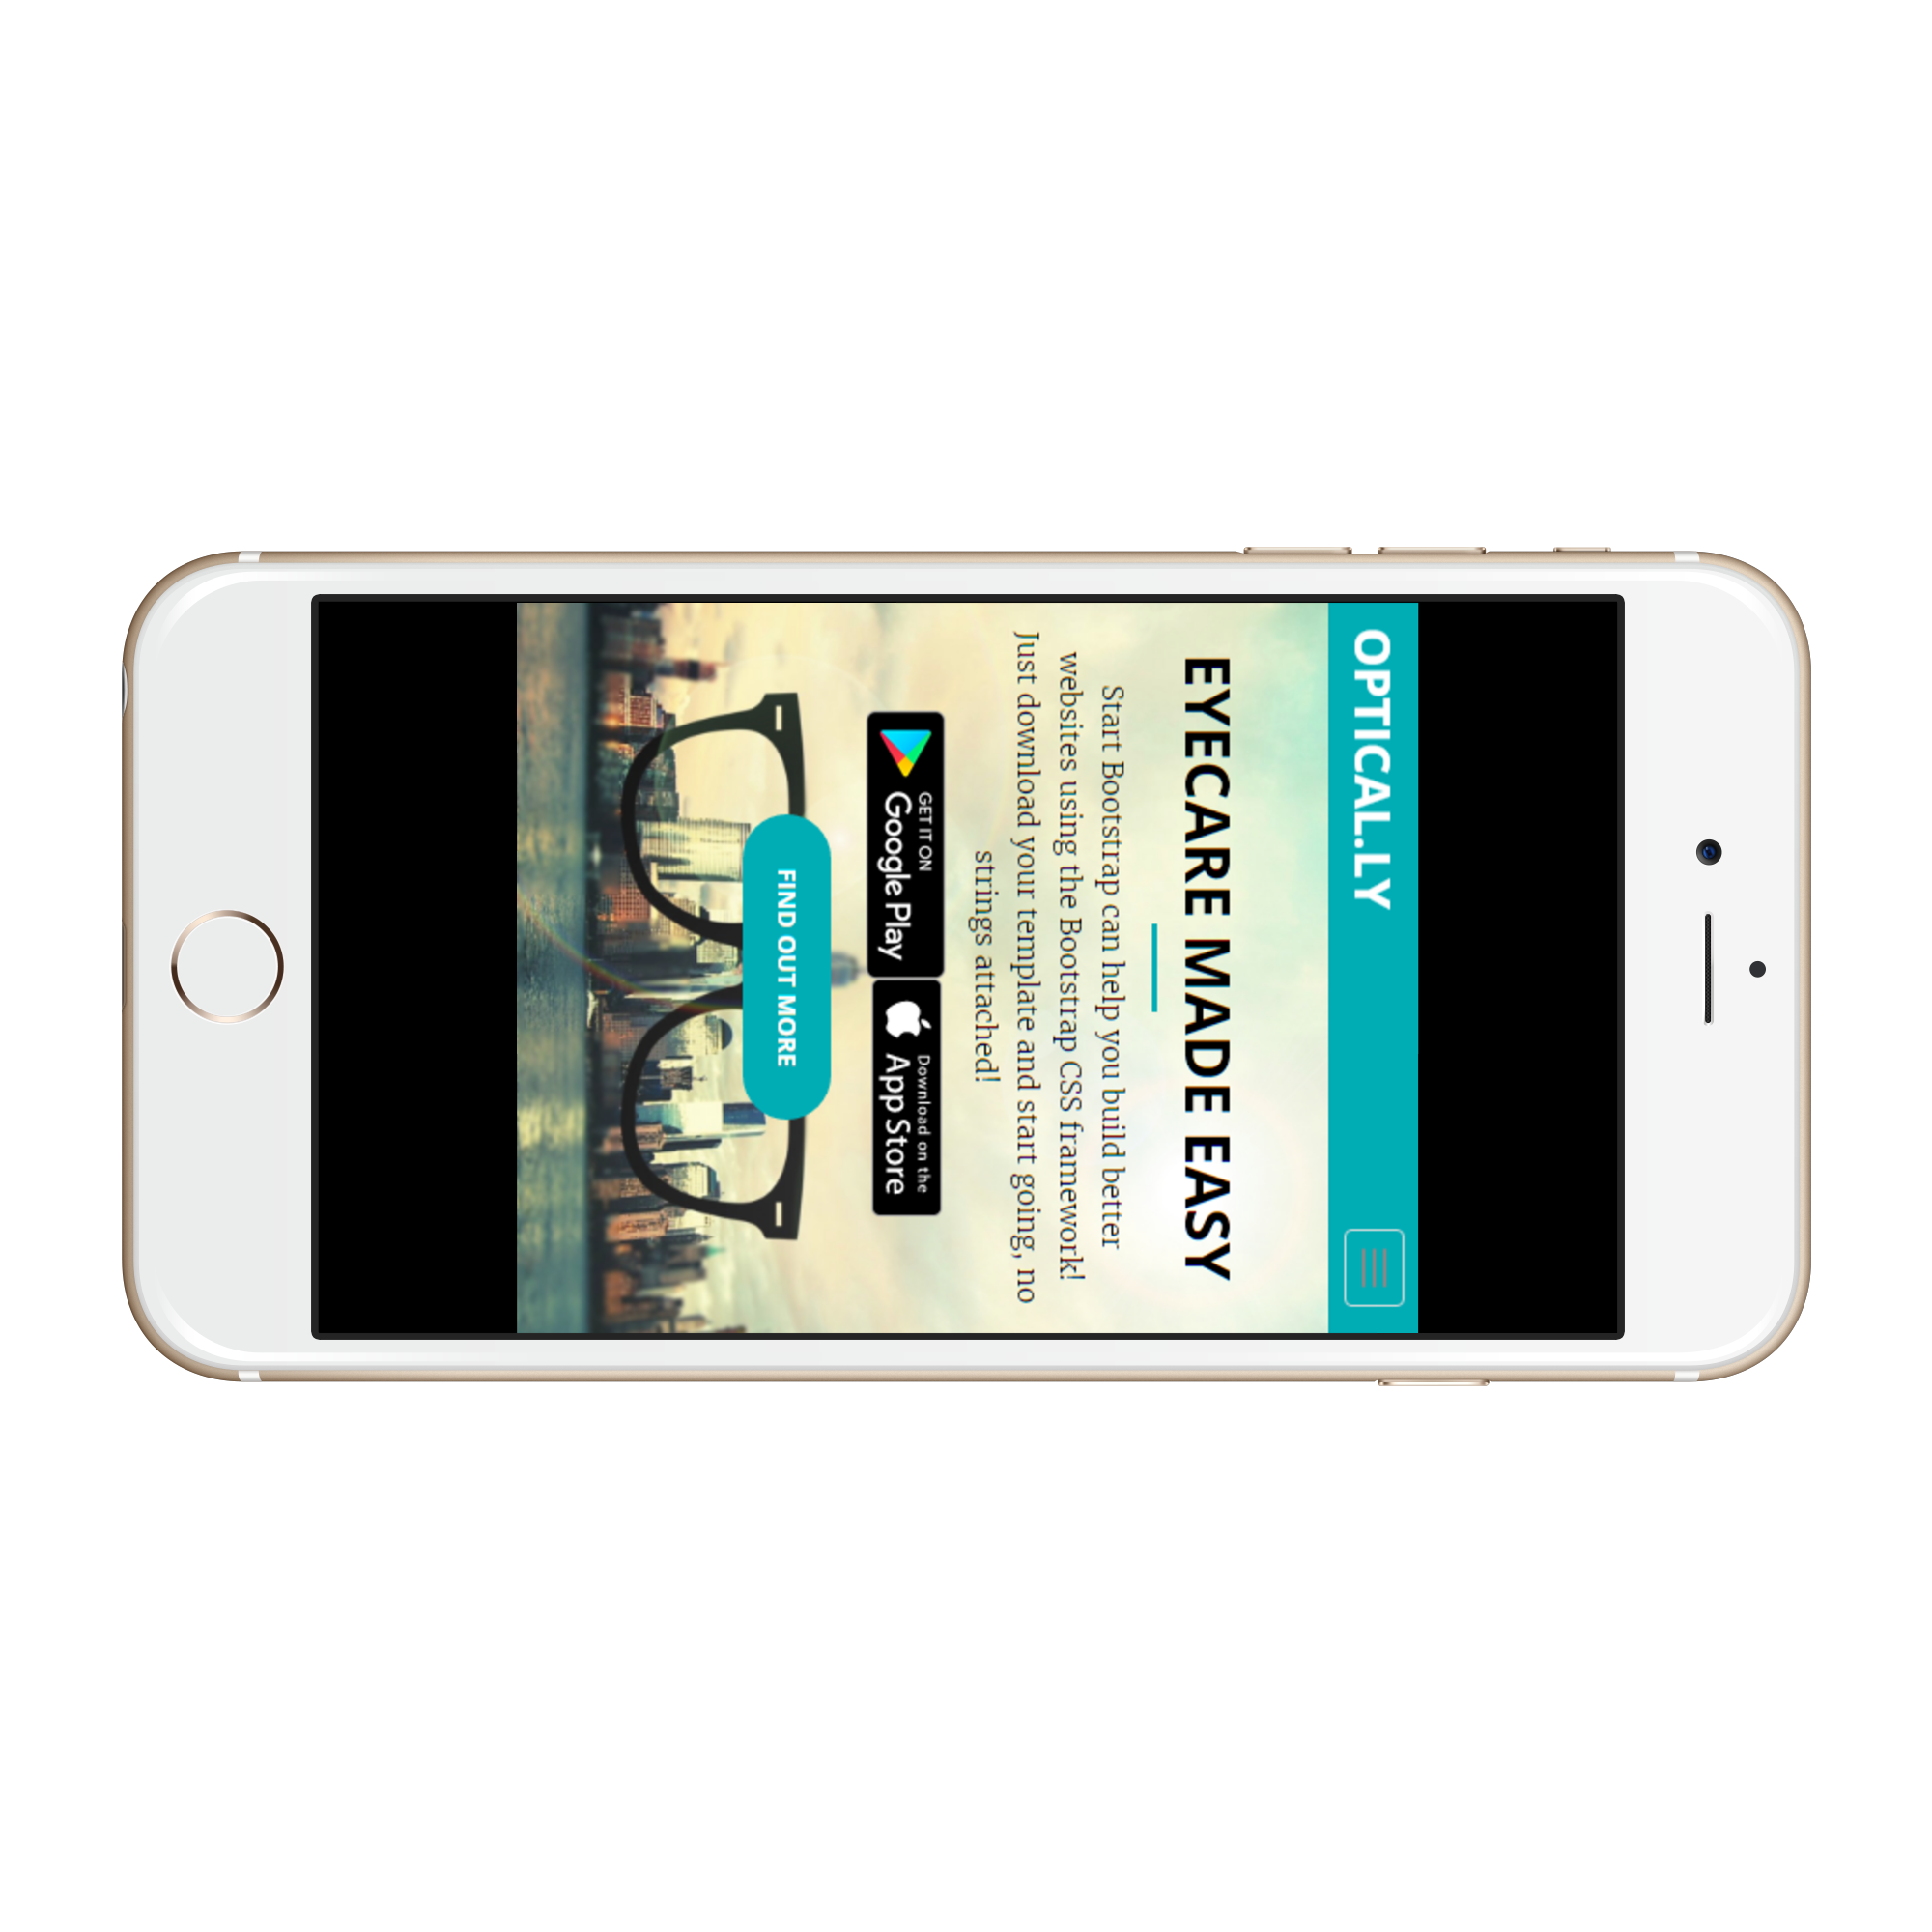 OPTICAL.LY
EYECARE MADE EASY
Start Bootstrap can help you build better
websites using the Bootstrap CSS framework!
Just download your template and start going, no
strings attached!
GET IT ON
Google Play
Download on the
App Store
FIND OUT MORE